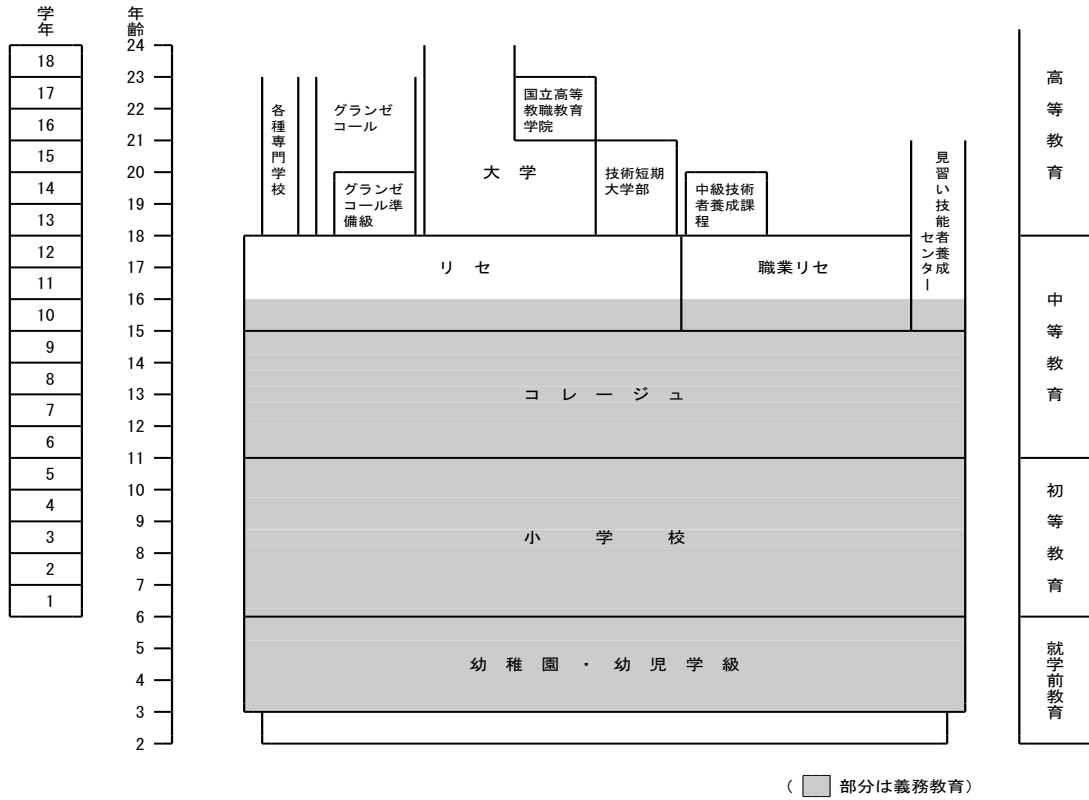 学年
年齢
18
17
16
15
14
13
12
11
10
9
8
7
6
5
4
3
2
1
24
23
22
21
20
19
18
17
16
15
14
13
12
11
10
9
8
7
6
5
4
3
2
各種専門学校
グランゼ
コール
グランゼ
コール準
備級
大学
国立高等
教職教育
学院
技術短期
大学部
中級技術
者養成課
程
見習い技能者養成
センター
リセ
職業リセ
コレージュ
小学校
幼稚園・幼児学級
高等教育
中等教育
初等教育
就学前教育
（ 部分は義務教育）